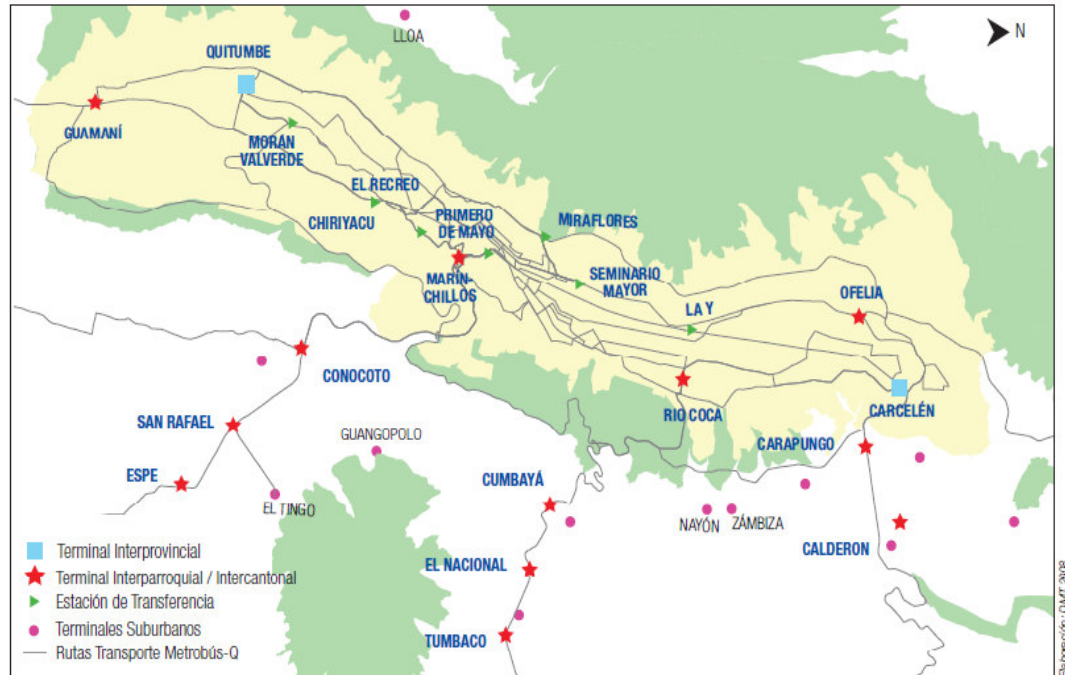 LLOA
N
QUITUMBE
GUAMANÍ
MORÁN
VALVERDE
EL RECREO
CHIRIYACU
PRIMERO
DE MAYO
MIRAFLORES
MARÍN-
CHILLOS
SEMINARIO
MAYOR
LA Y
OFELIA
CONOCOTO
RIO COCA
CARCELÉN
SAN RAFAEL
GUANGOPOLO
CARAPUNGO
ESPE
EL TINGO
CUMBAYÁ
NAYÓN
ZÁMBIZA
CALDERON
EL NACIONAL
TUMBACO
Terminal Interprovincial
Terminal Interparroquial / Intercantonal
Estación de Transferencia
Terminales Suburbanos
Rutas Transporte Metrobús-Q